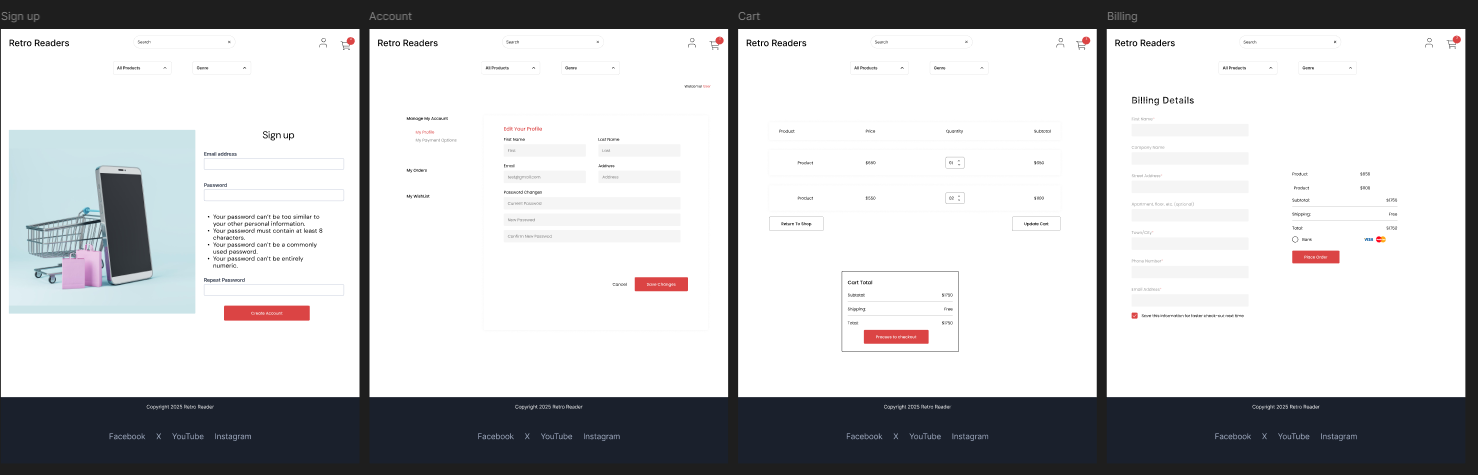 Sign up
Retro Readers
Search
All Products
Genre
Sign up
Email address
Password
Your password can't be too similar to
your other personal information.
Your password must contain at least 8
characters.
Your password can't be a commonly
used password.
Your password can't be entirely
numeric.
Repeat Password
Create Account
Copyright 2025 Retro Reader
Facebook X YouTube Instagram
Account
Retro Readers
Search
All Products
Genre
Welcome!
Manage My Account
My Profile
My Payment Options
My Orders
My WishList
Edit Your Profile
First Name Last Name
First Last
Email Address
Address
Password Changes
Current Password
New Password
Confirm New Password
Cancel Save Changes
Copyright 2025 Retro Reader
Facebook X YouTube Instagram
Cart
Retro Readers
Search
All Products
Genre
Product Price Quantity Subtotal
Product $650 01 $650
Product $550 02 $1100
Return To Shop Update Cart
Cart Total
Subtotal: $1750
Shipping: Free
Total: $1750
Process to checkout
Copyright 2025 Retro Reader
Facebook X YouTube Instagram
Billing
Retro Readers
Search
All Products
Genre
Billing Details
First Name*
Company Name
Street Address*
Apartment, floor, etc. (optional)
Town/City*
Phone Number*
Email Address*
Save this information for faster check-out next time
Product $650
Product $1100
Subtotal: $1750
Shipping: Free
Total: $1750
Bank VISA
Place Order
Copyright 2025 Retro Reader
Facebook X YouTube Instagram